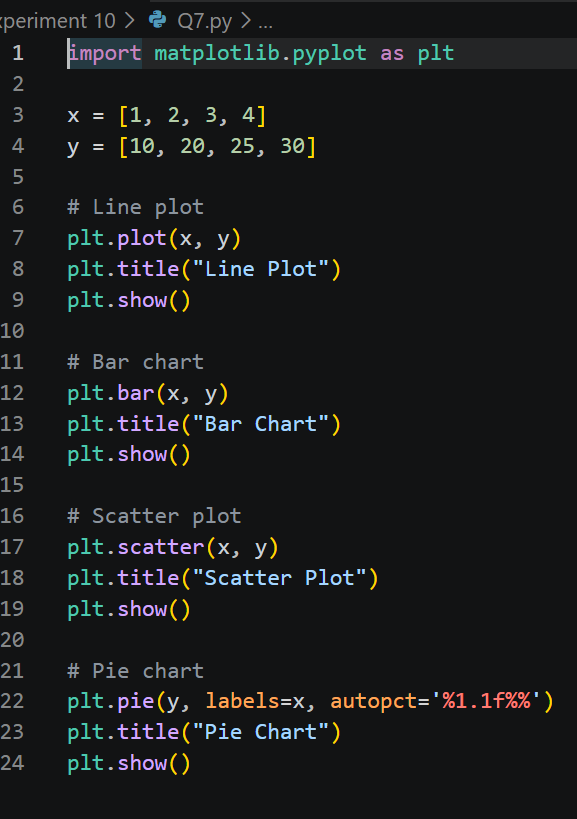 xperiment 10 > Q7.py > ...
1 import matplotlib.pyplot as plt
2
3 x = [1, 2, 3, 4]
4 y = [10, 20, 25, 30]
5
6 # Line plot
7 plt.plot(x, y)
8 plt.title("Line Plot")
9 plt.show()
10
11 # Bar chart
12 plt.bar(x, y)
13 plt.title("Bar Chart")
14 plt.show()
15
16 # Scatter plot
17 plt.scatter(x, y)
18 plt.title("Scatter Plot")
19 plt.show()
20
21 # Pie chart
22 plt.pie(y, labels=x, autopct='%1.1f%%')
23 plt.title("Pie Chart")
24 plt.show()